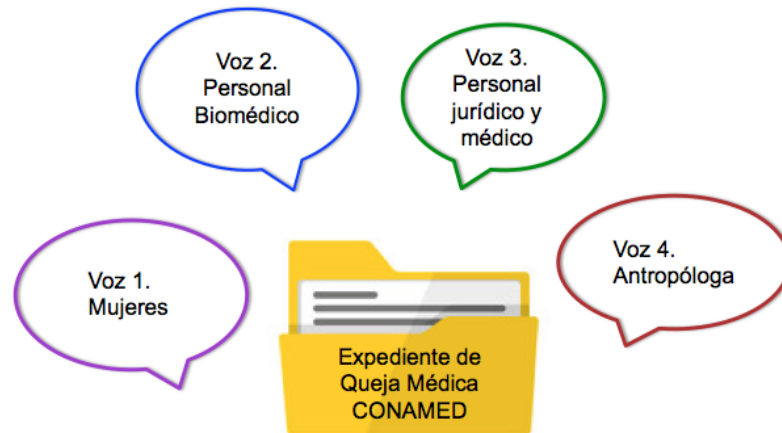 Voz 2.
Personal
Biomédico
Voz 3.
Personal
jurídico y
médico
Voz 1.
Mujeres
Voz 4.
Antropóloga
Expediente de
Queja Médica
CONAMED